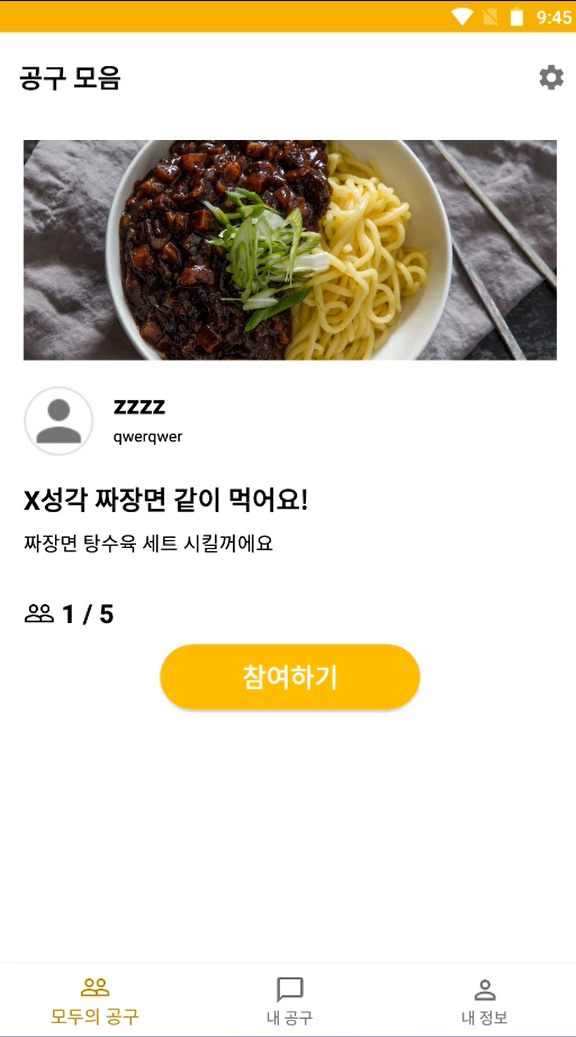 9:45
공구 모음
zzzz
qwerqwer
X성각 짜장면 같이 먹어요!
짜장면 탕수육 세트 시킬꺼에요
1 / 5
참여하기
모두의 공구
내 공구
내 정보